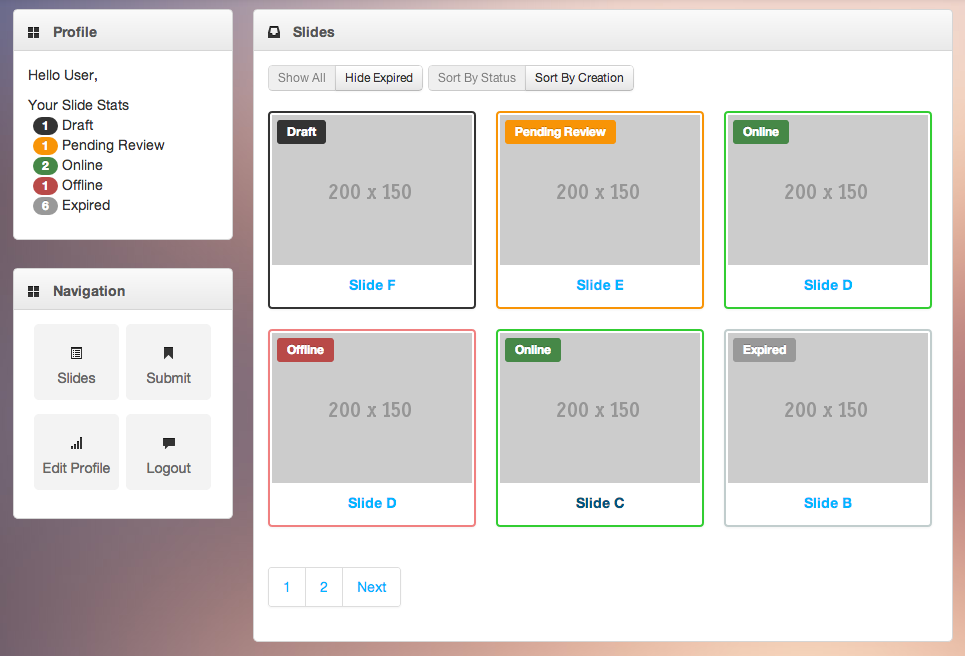 Profile
Hello User,
Your Slide Stats
1 Draft
1 Pending Review
2 Online
1 Offline
6 Expired
Navigation
Slides
Submit
Edit Profile
Logout
Slides
Show All Hide Expired Sort By Status Sort By Creation
Draft
200 x 150
Slide F
Pending Review
200 x 150
Slide E
Online
200 x 150
Slide D
Offline
200 x 150
Slide D
Online
200 x 150
Slide C
Expired
200 x 150
Slide B
1 2 Next